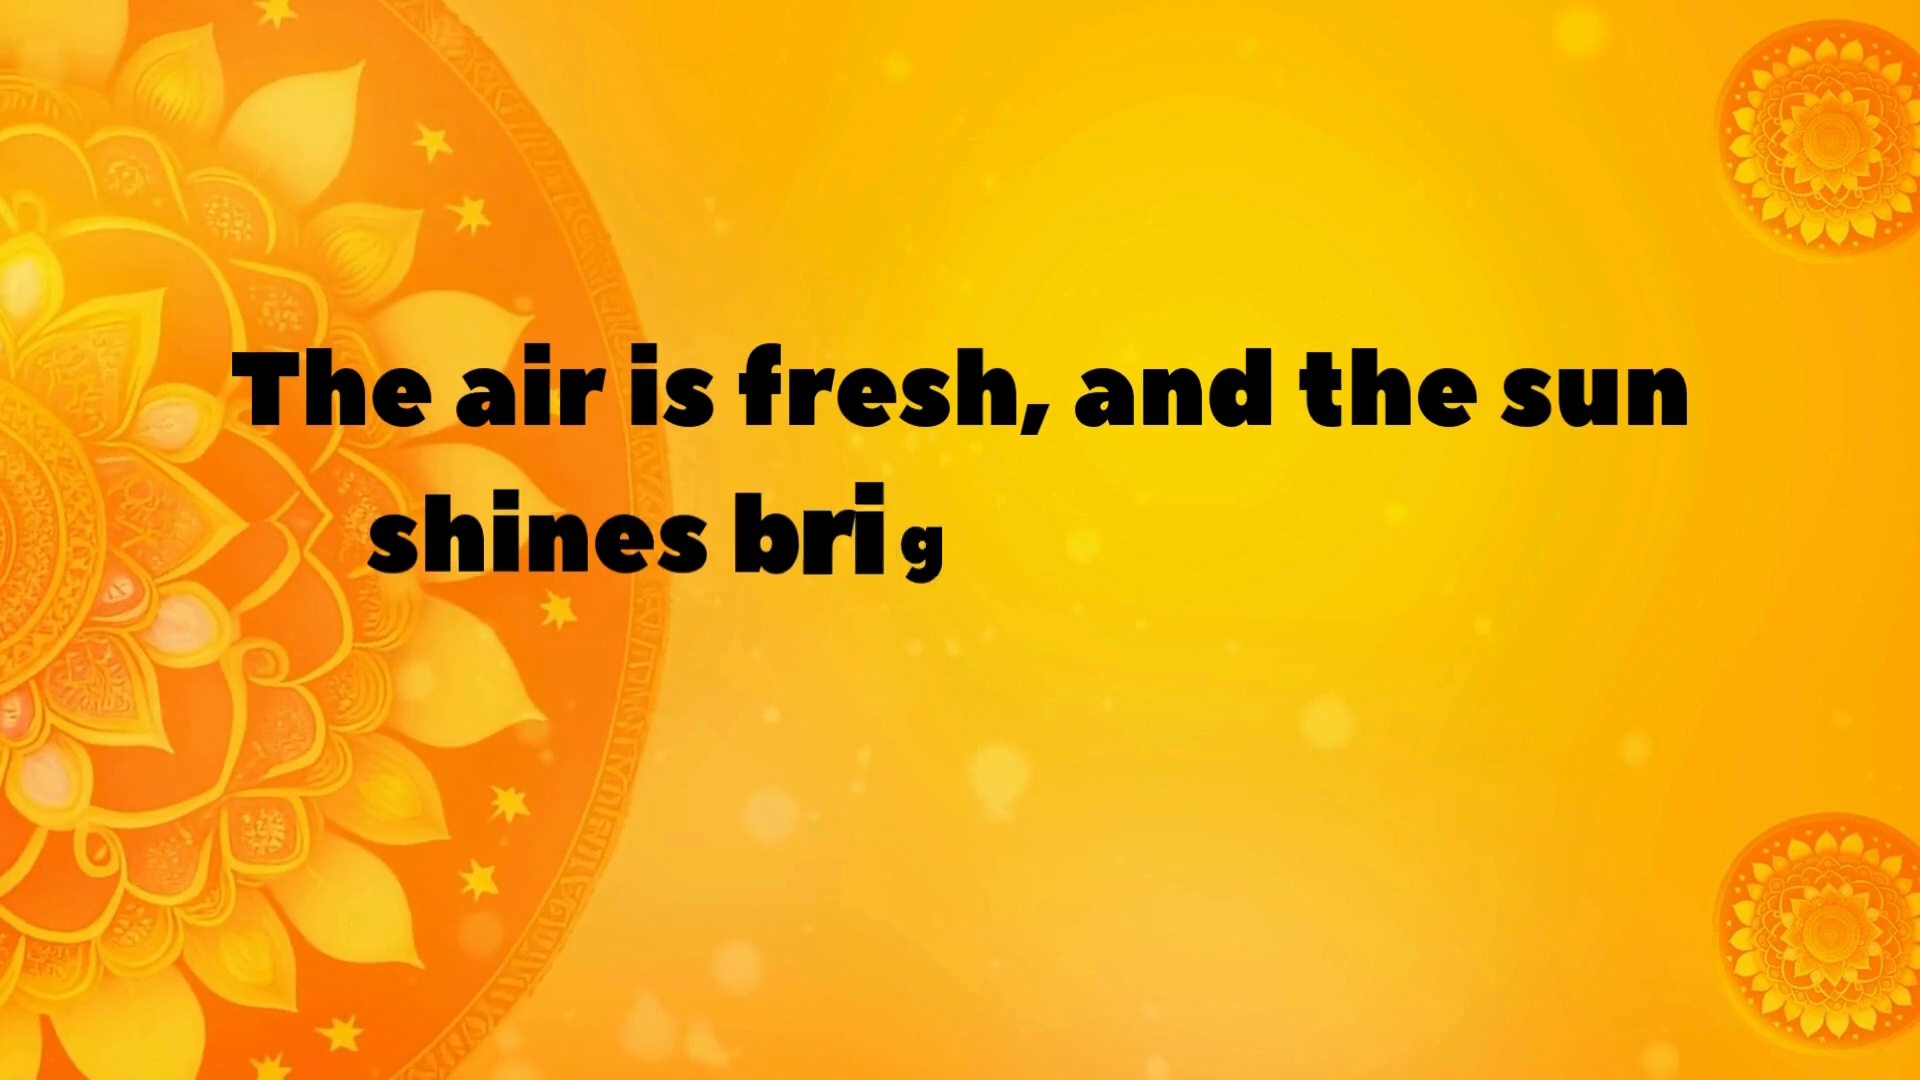 The air is fresh, and the sun
shines brig